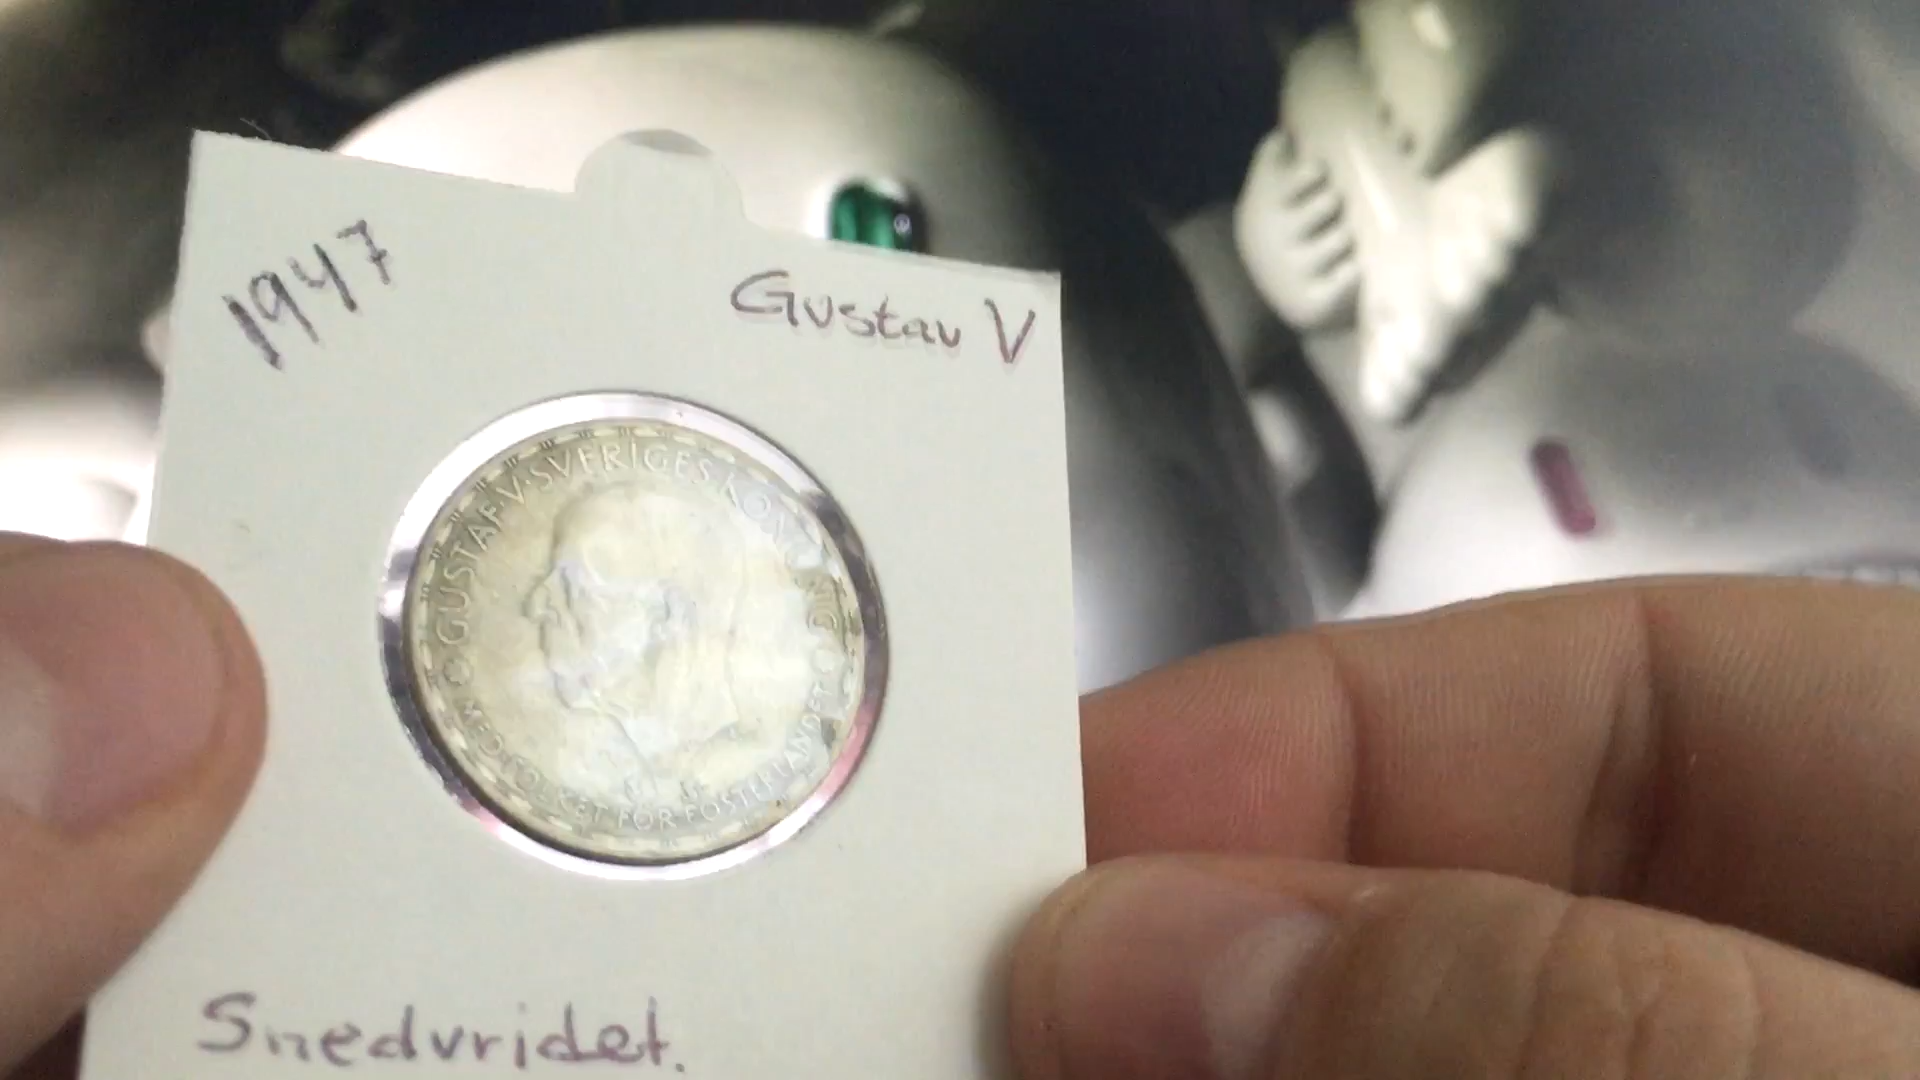 1947
Gustav V
GUSTAF·V·SVERIGES·KONUNG
MED FOLKET FÖR FOSTERLANDET
Snedvridet.